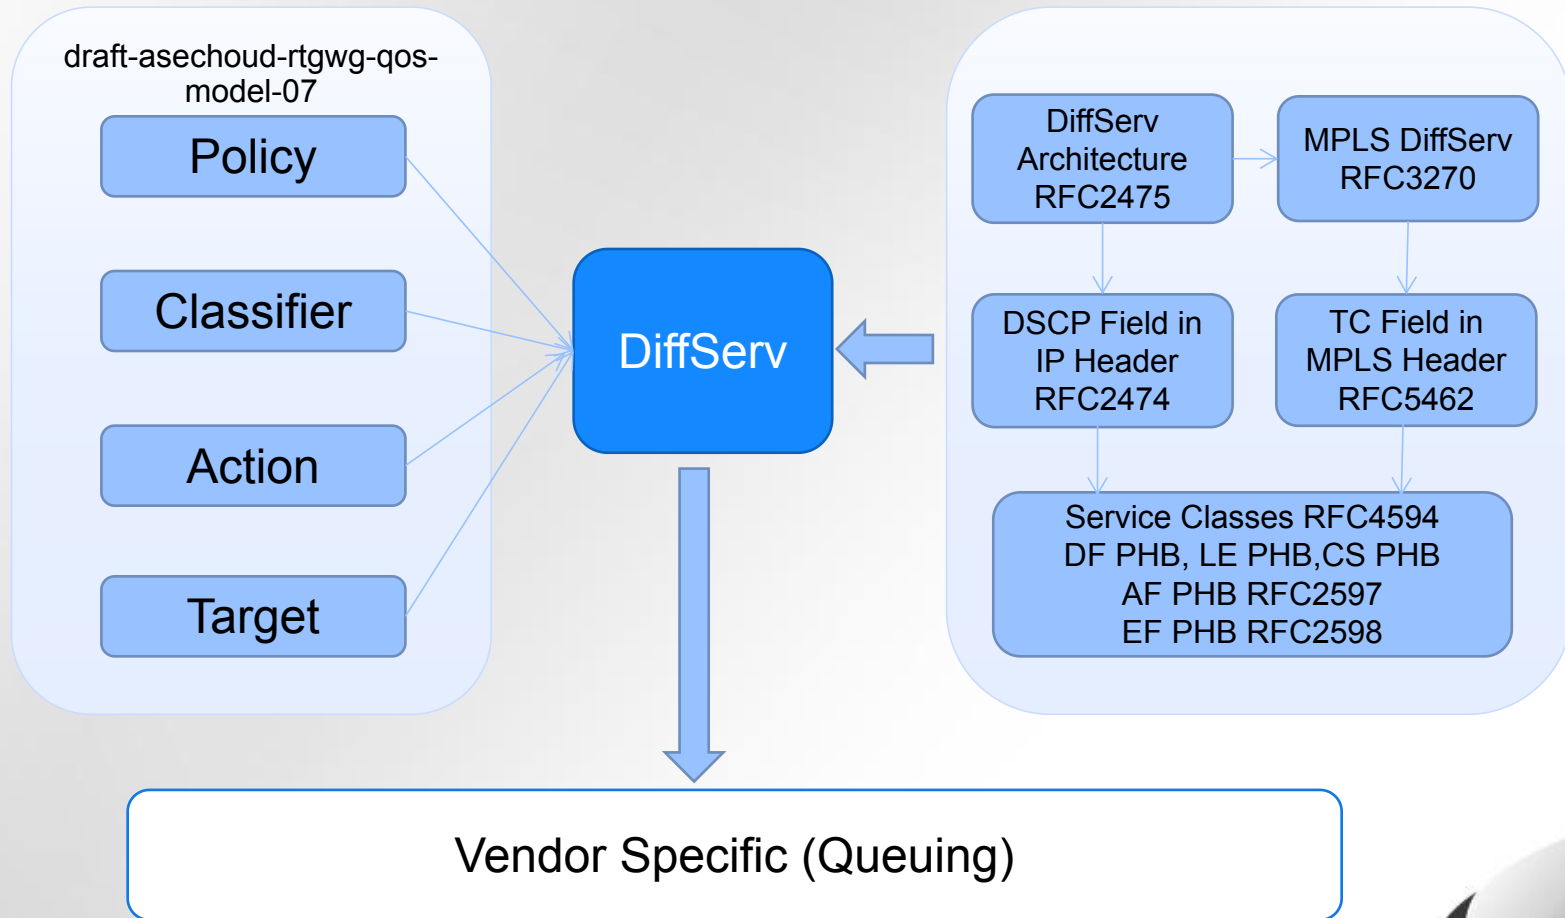 draft-asechoud-rtgwg-qos-
model-07
Policy
Classifier
Action
Target
DiffServ
DiffServ
Architecture
RFC2475
MPLS DiffServ
RFC3270
DSCP Field in
IP Header
RFC2474
TC Field in
MPLS Header
RFC5462
Service Classes RFC4594
DF PHB, LE PHB,CS PHB
AF PHB RFC2597
EF PHB RFC2598
Vendor Specific (Queuing)